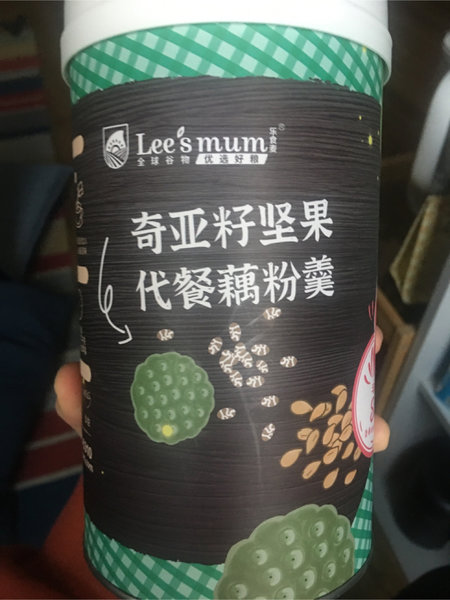 Lee's mum®
乐食麦
全球谷物 优选好粮
奇亚籽坚果
代餐藕粉羹